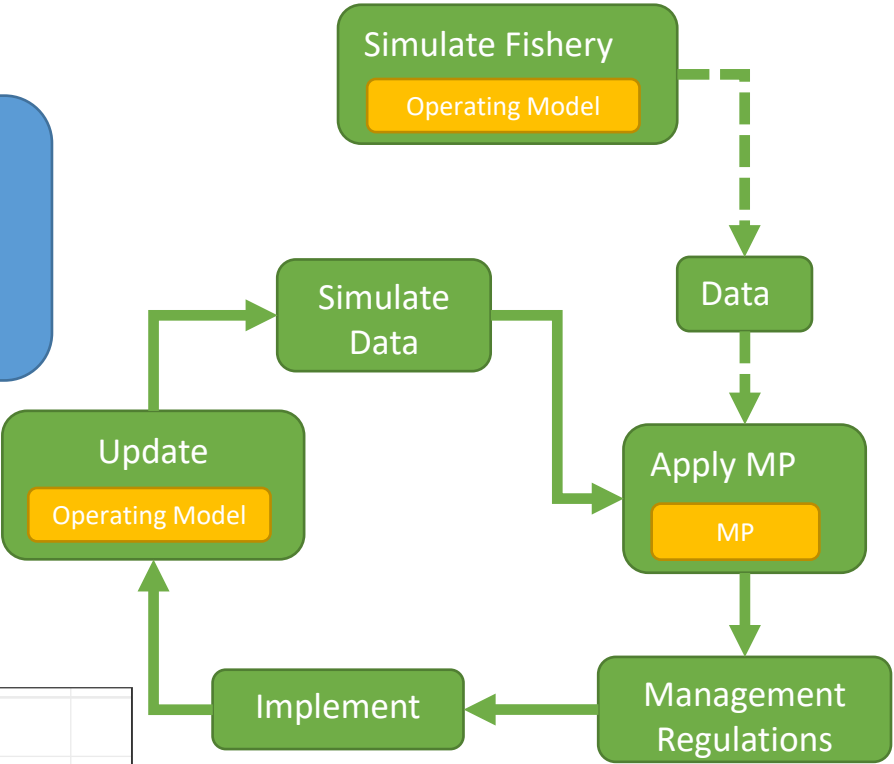 Simulate Fishery
Operating Model
Data
Simulate
Data
Update
Operating Model
Apply MP
MP
Implement
Management
Regulations